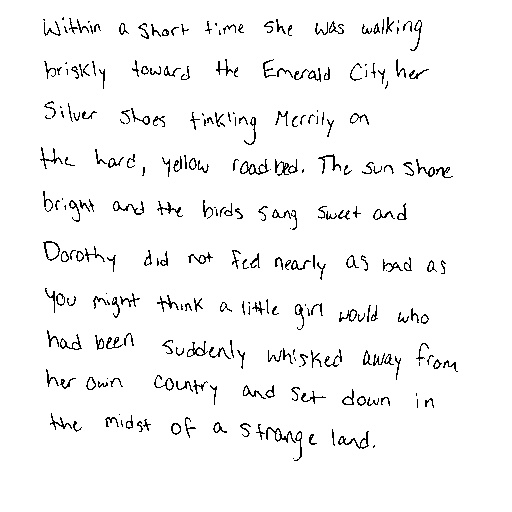 Within a short time she was walking
briskly toward the Emerald City, her
Silver Shoes tinkling Merrily on
the hard, yellow roadbed. The sun shone
bright and the birds sang sweet and
Dorothy did not feel nearly as bad as
you might think a little girl would who
had been suddenly whisked away from
her own country and set down in
the midst of a strange land.